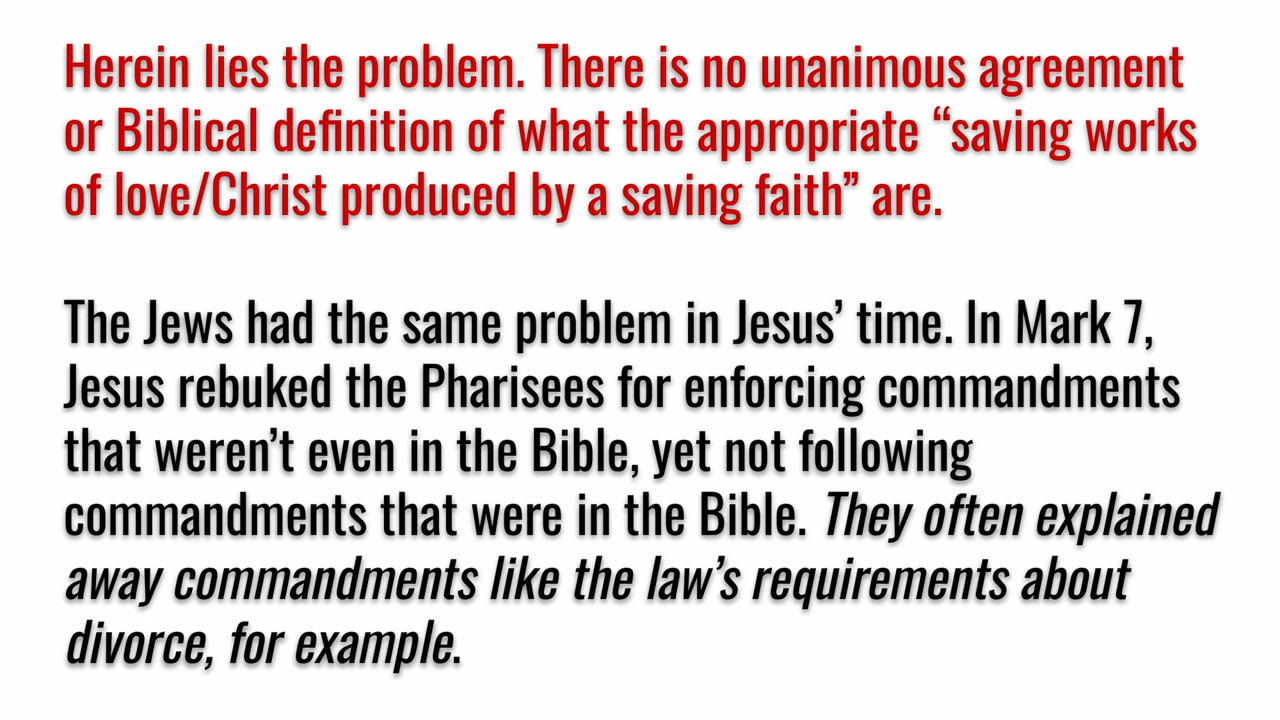 Herein lies the problem. There is no unanimous agreement
or Biblical definition of what the appropriate “saving works
of love/Christ produced by a saving faith” are.
The Jews had the same problem in Jesus’ time. In Mark 7,
Jesus rebuked the Pharisees for enforcing commandments
that weren’t even in the Bible, yet not following
commandments that were in the Bible. They often explained
away commandments like the law’s requirements about
divorce, for example.